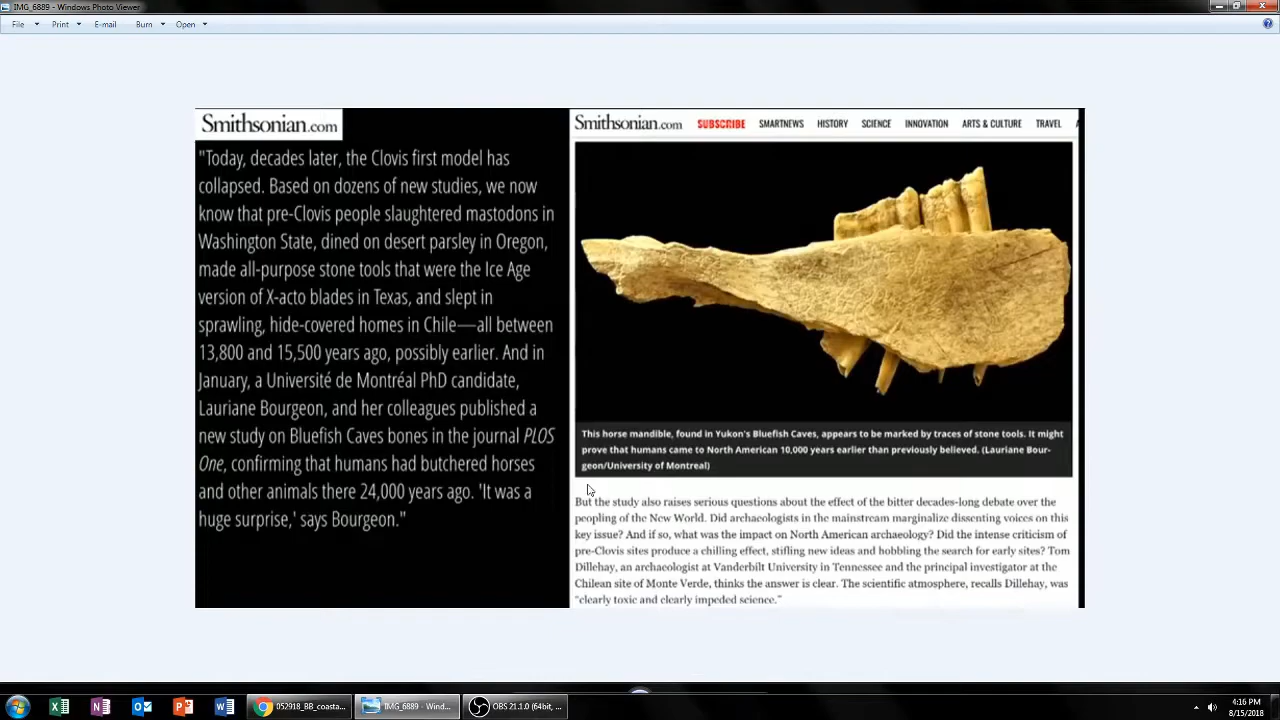 IMG_6889 - Windows Photo Viewer
File Print E-mail Burn Open
Smithsonian.com
"Today, decades later, the Clovis first model has
collapsed. Based on dozens of new studies, we now
know that pre-Clovis people slaughtered mastodons in
Washington State, dined on desert parsley in Oregon,
made all-purpose stone tools that were the Ice Age
version of X-acto blades in Texas, and slept in
sprawling, hide-covered homes in Chile—all between
13,800 and 15,500 years ago, possibly earlier. And in
January, a Université de Montréal PhD candidate,
Lauriane Bourgeon, and her colleagues published a
new study on Bluefish Caves bones in the journal PLOS
One, confirming that humans had butchered horses
and other animals there 24,000 years ago. 'It was a
huge surprise,' says Bourgeon."
Smithsonian.com SUBSCRIBE SMARTNEWS HISTORY SCIENCE INNOVATION ARTS & CULTURE TRAVEL
This horse mandible, found in Yukon's Bluefish Caves, appears to be marked by traces of stone tools. It might
prove that humans came to North American 10,000 years earlier than previously believed. (Lauriane Bour-
geon/University of Montreal)
But the study also raises serious questions about the effect of the bitter decades-long debate over the
peopling of the New World. Did archaeologists in the mainstream marginalize dissenting voices on this
key issue? And if so, what was the impact on North American archaeology? Did the intense criticism of
pre-Clovis sites produce a chilling effect, stifling new ideas and hobbling the search for early sites? Tom
Dillehay, an archaeologist at Vanderbilt University in Tennessee and the principal investigator at the
Chilean site of Monte Verde, thinks the answer is clear. The scientific atmosphere, recalls Dillehay, was
“clearly toxic and clearly impeded science.”
052918_BB_coasta... IMG_6889 - Wind... OBS 21.1.0 (64bit, ...
4:16 PM
8/15/2018